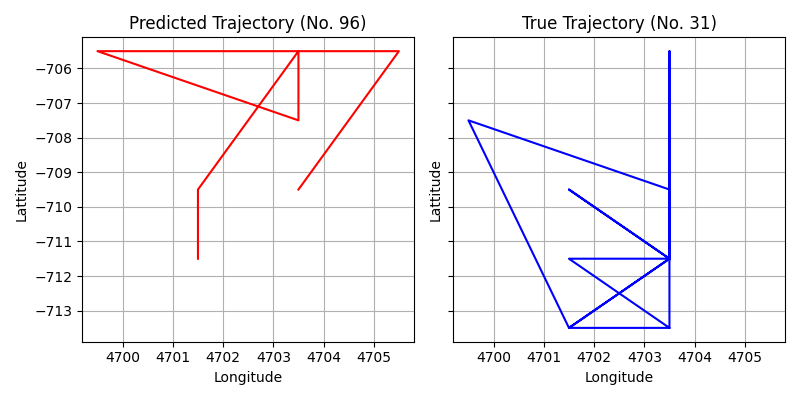 Predicted Trajectory (No. 96)
True Trajectory (No. 31)
Lattitude
−706
−707
−708
−709
−710
−711
−712
−713
Lattitude
4700 4701 4702 4703 4704 4705
4700 4701 4702 4703 4704 4705
Longitude
Longitude